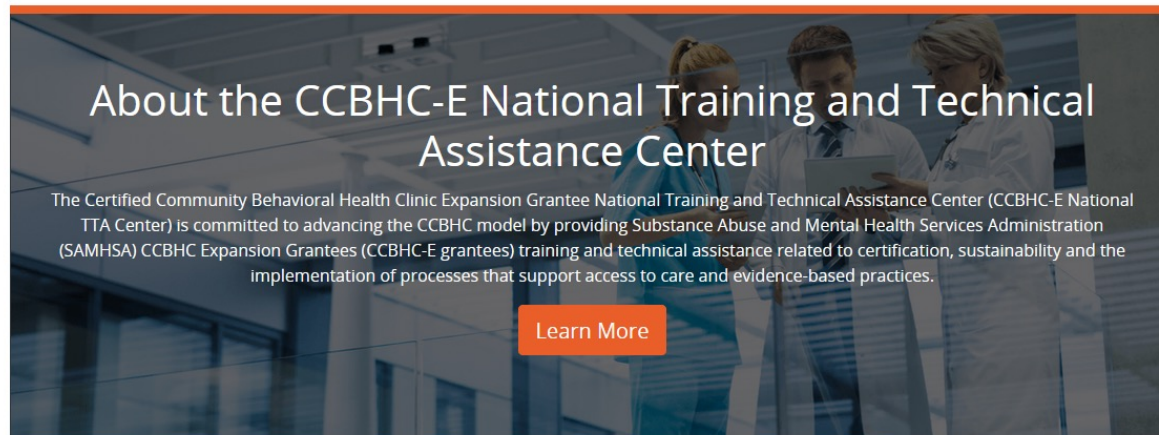 About the CCBHC-E National Training and Technical
Assistance Center
The Certified Community Behavioral Health Clinic Expansion Grantee National Training and Technical Assistance Center (CCBHC-E National
TTA Center) is committed to advancing the CCBHC model by providing Substance Abuse and Mental Health Services Administration
(SAMHSA) CCBHC Expansion Grantees (CCBHC-E grantees) training and technical assistance related to certification, sustainability and the
implementation of processes that support access to care and evidence-based practices.
Learn More